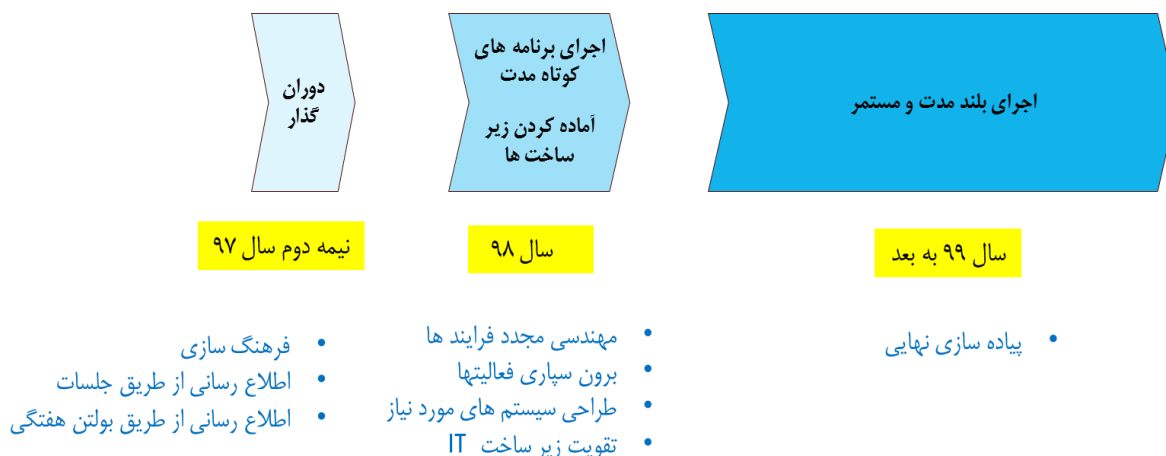 دوران
گذار
اجرای برنامه های
کوتاه مدت
آماده کردن زیر
ساخت ها
اجرای بلند مدت و مستمر
نیمه دوم سال ۹۷
سال ۹۸
سال ۹۹ به بعد
• فرهنگ سازی
• اطلاع رسانی از طریق جلسات
• اطلاع رسانی از طریق بولتن هفتگی
• مهندسی مجدد فرایند ها
• برون سپاری فعالیتها
• طراحی سیستم های مورد نیاز
• تقویت زیر ساخت IT
• پیاده سازی نهایی